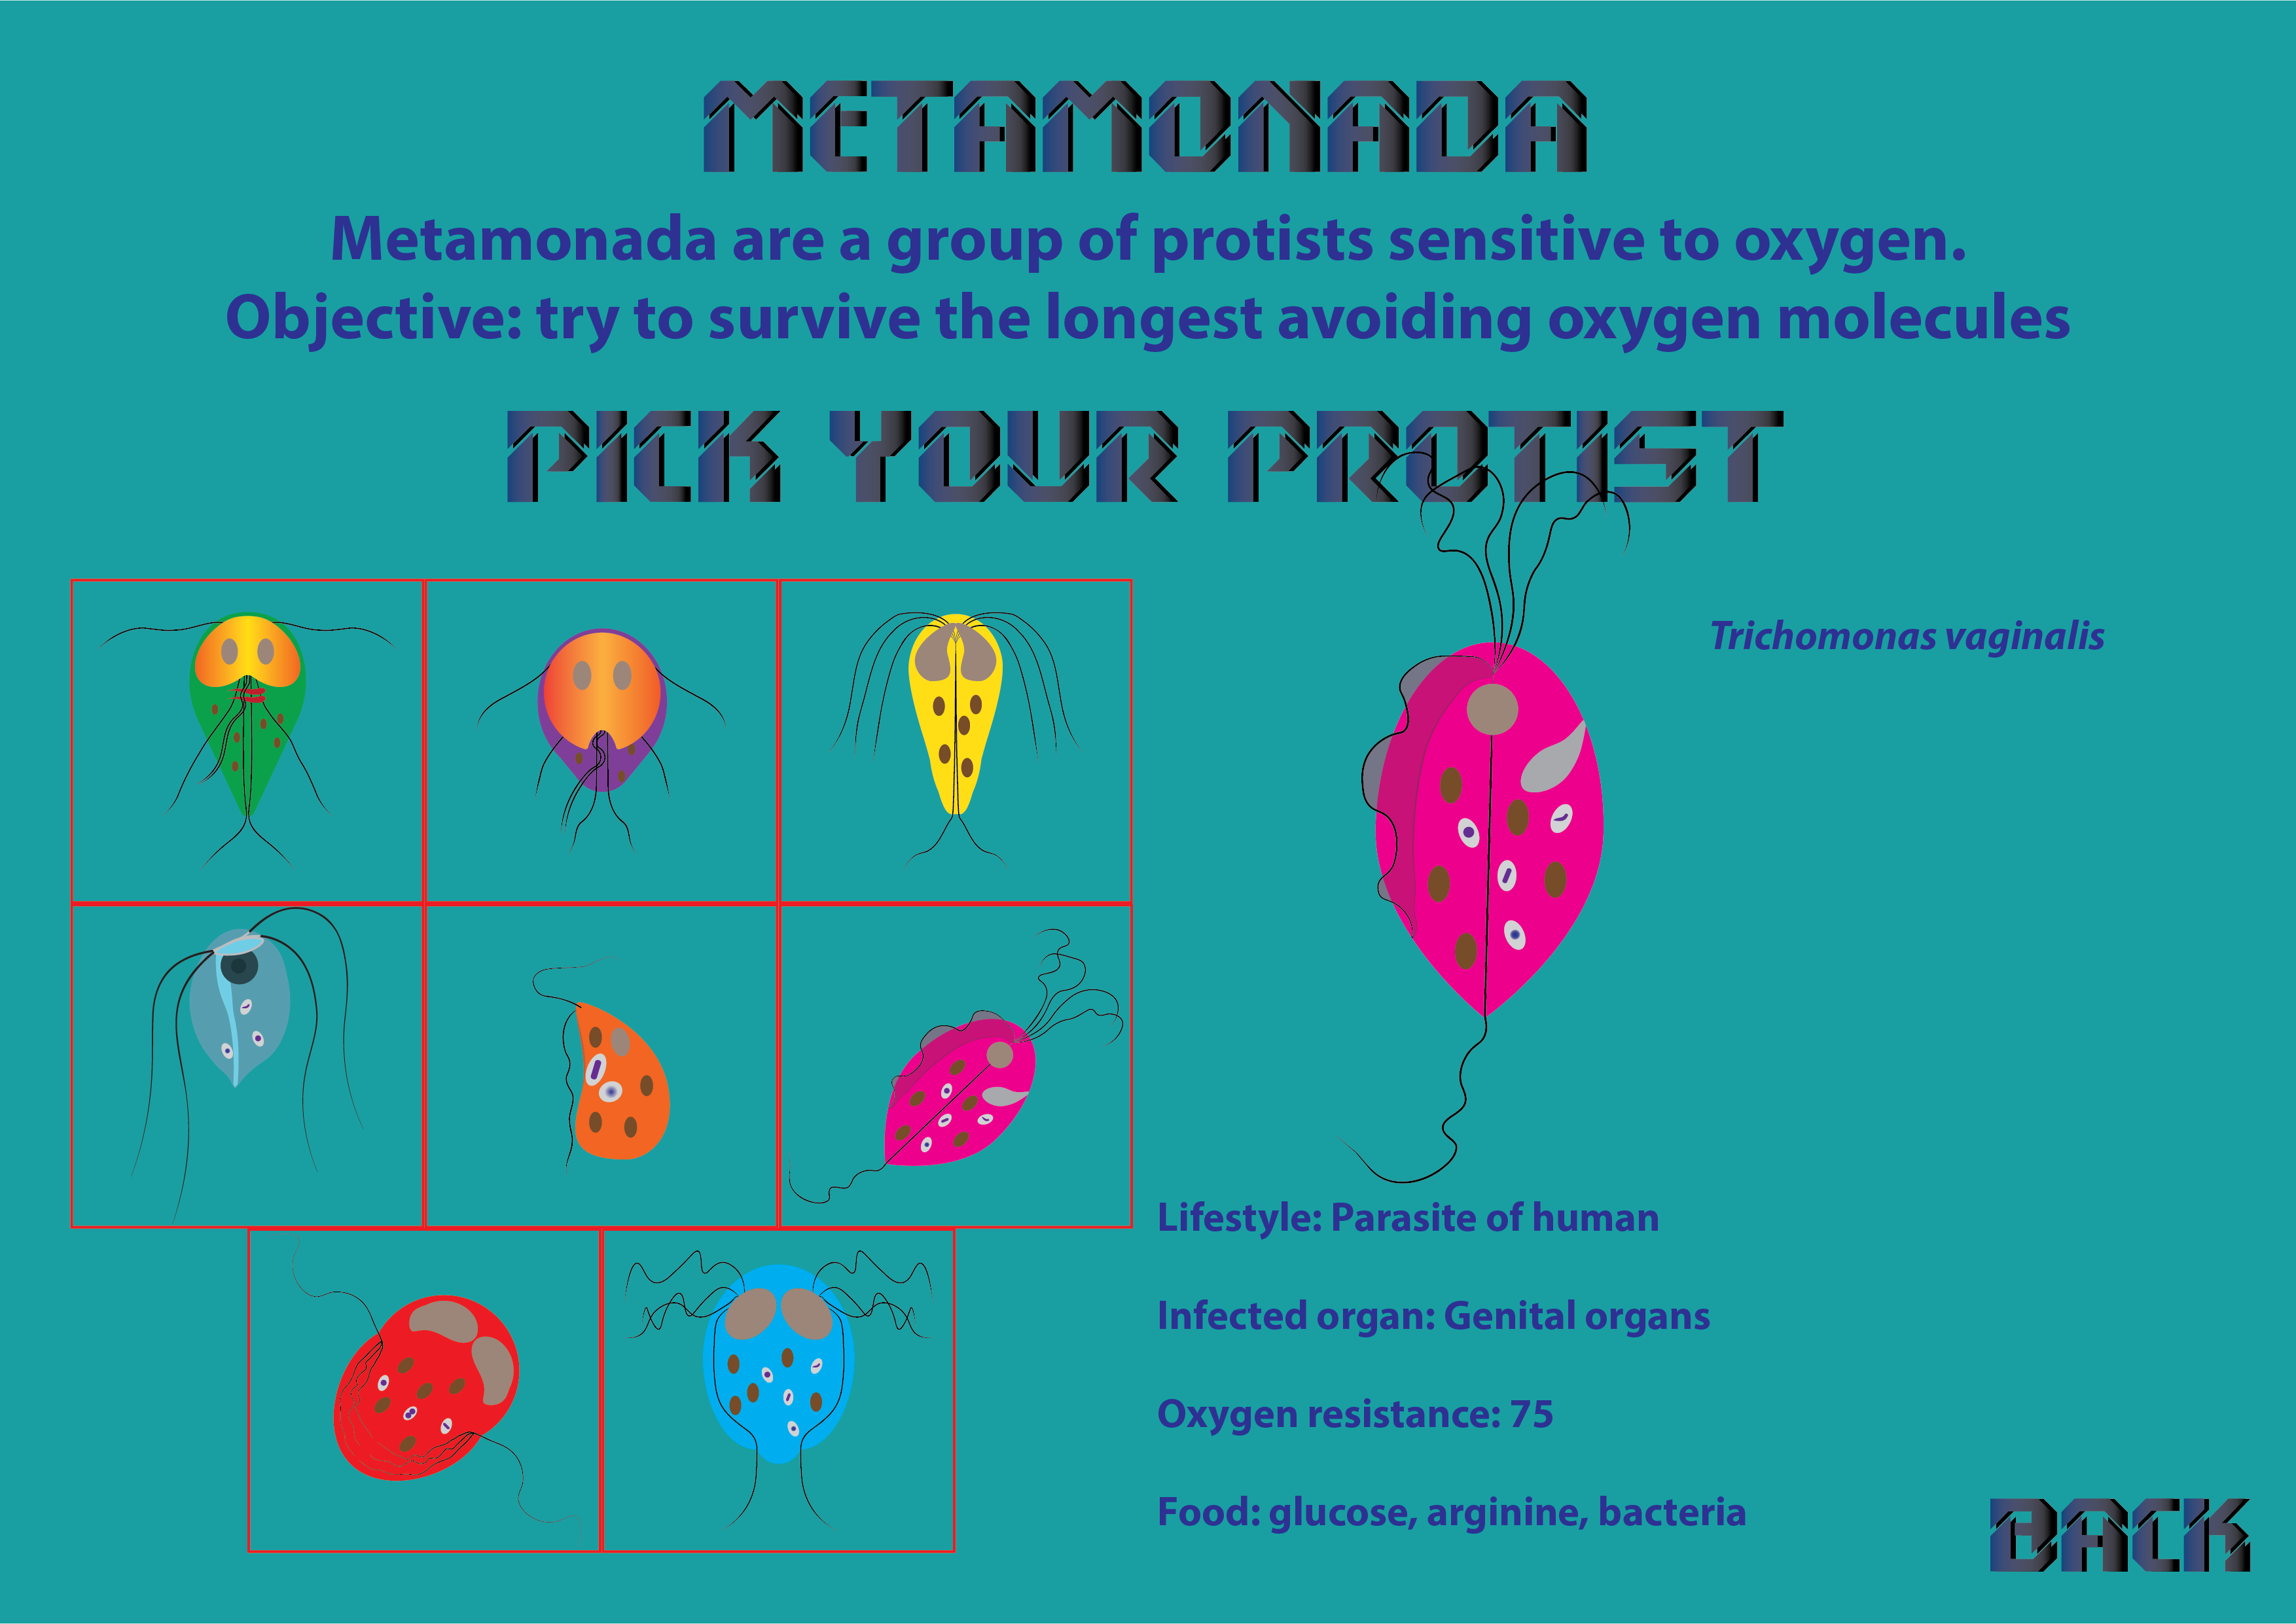 METAMONADA
Metamonada are a group of protists sensitive to oxygen.
Objective: try to survive the longest avoiding oxygen molecules
PICK YOUR PROTIST
Trichomonas vaginalis
Lifestyle: Parasite of human
Infected organ: Genital organs
Oxygen resistance: 75
Food: glucose, arginine, bacteria
BACK